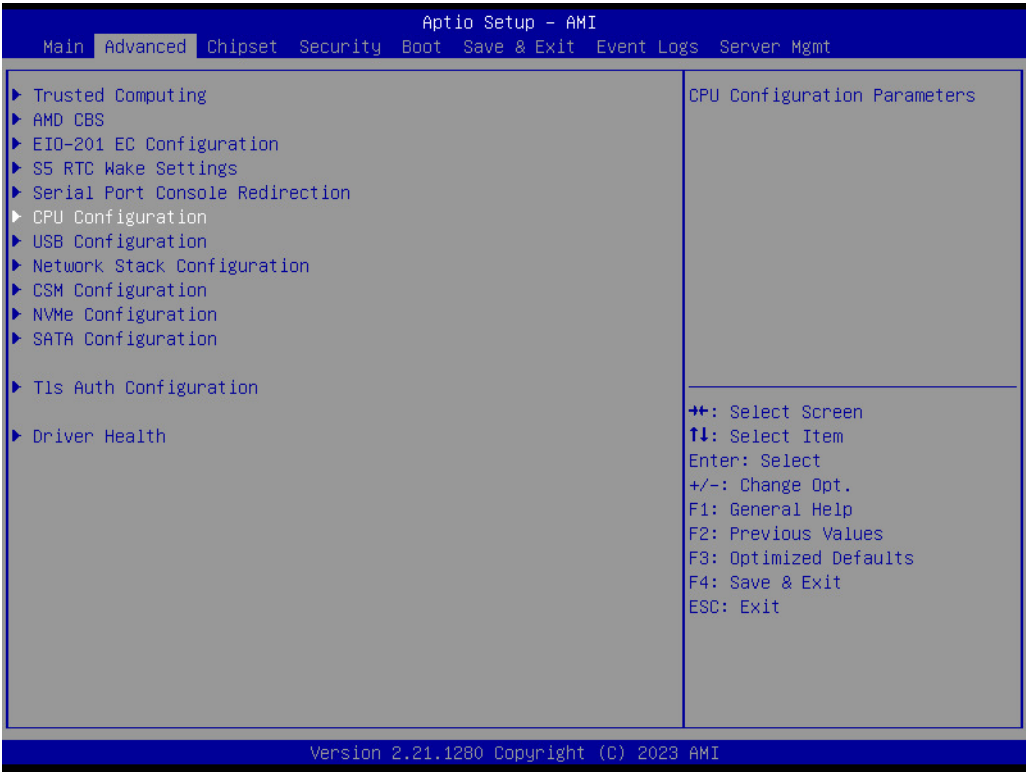 Aptio Setup - AMI
Main Advanced Chipset Security Boot Save & Exit Event Logs Server Mgmt
Trusted Computing
AMD CBS
EIO-201 EC Configuration
S5 RTC Wake Settings
Serial Port Console Redirection
CPU Configuration
USB Configuration
Network Stack Configuration
CSM Configuration
NVMe Configuration
SATA Configuration
Tls Auth Configuration
Driver Health
CPU Configuration Parameters
→←: Select Screen
↑↓: Select Item
Enter: Select
+/-: Change Opt.
F1: General Help
F2: Previous Values
F3: Optimized Defaults
F4: Save & Exit
ESC: Exit
Version 2.21.1280 Copyright (C) 2023 AMI